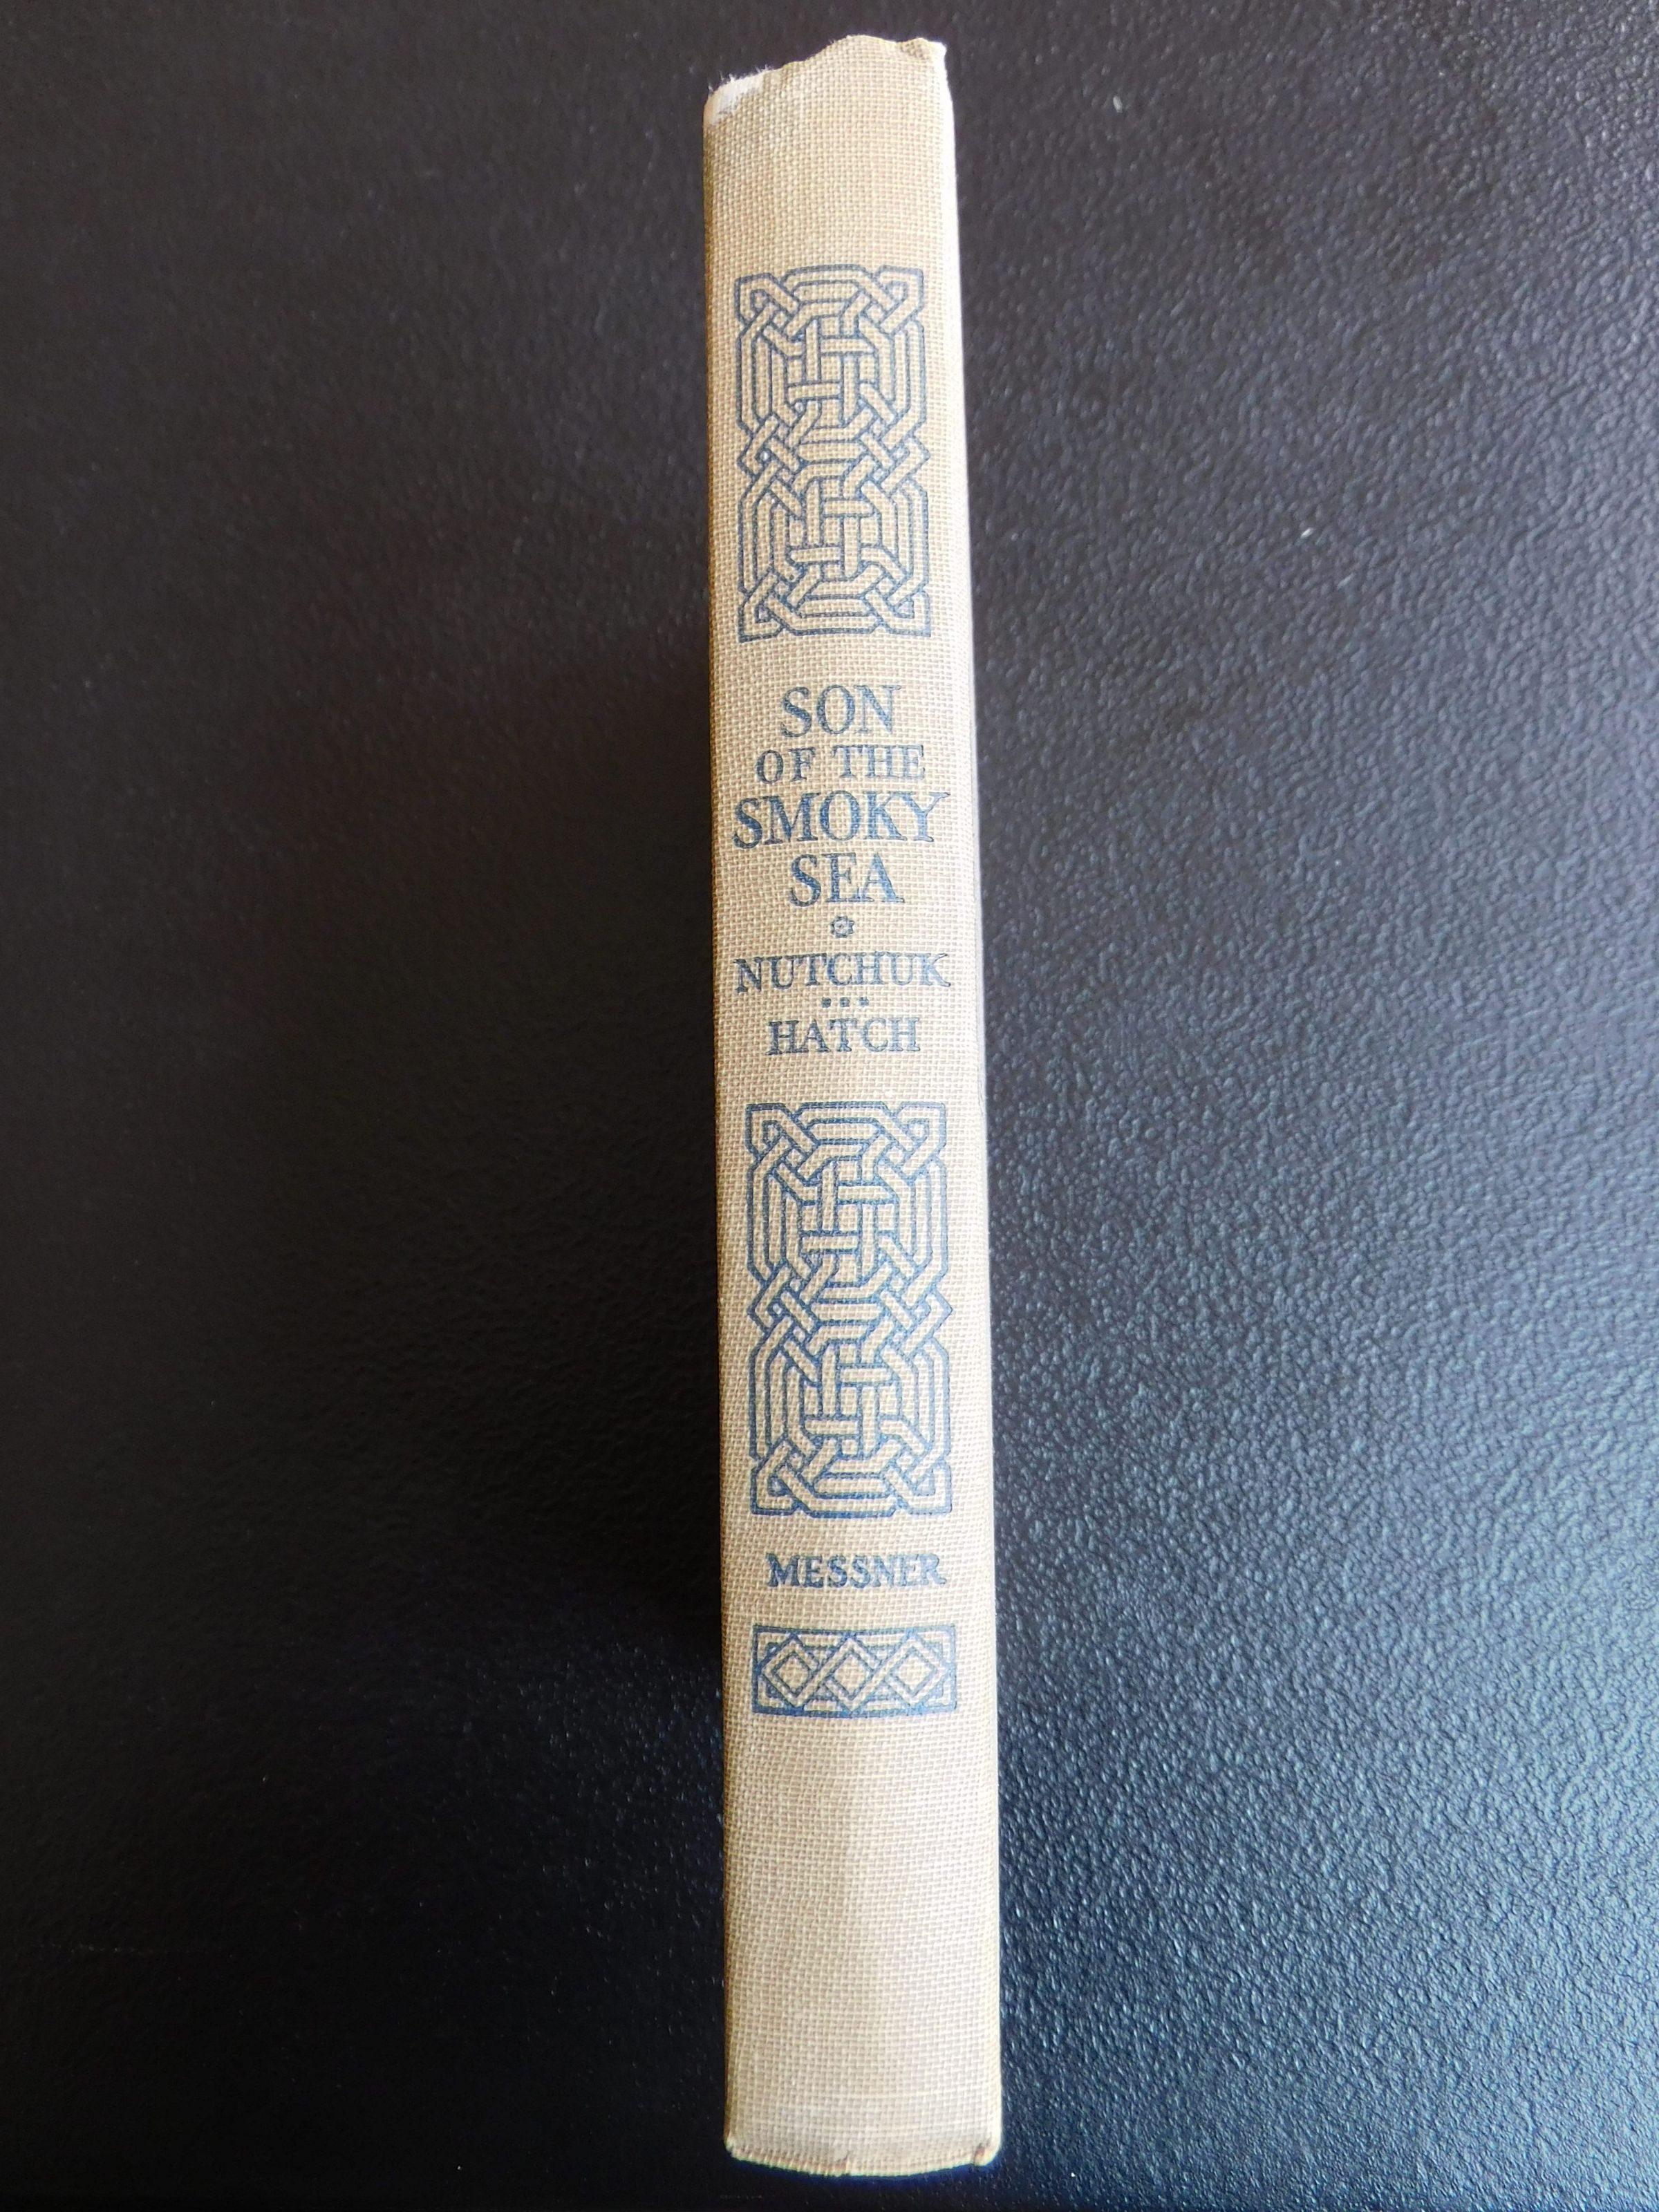 SON
OF THE
SMOKY
SEA
NUTCHUK
HATCH
MESSNER